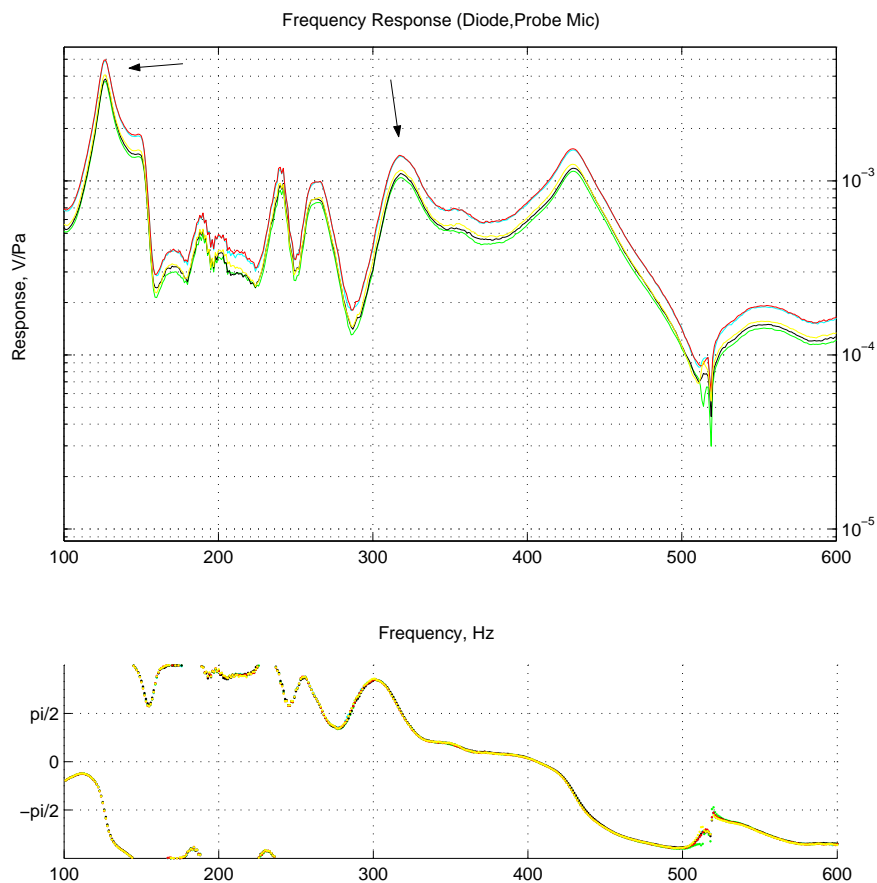 Frequency Response (Diode,Probe Mic)
Response, V/Pa
10−3
10−4
10−5
100 200 300 400 500 600
Frequency, Hz
pi/2
0
−pi/2
100 200 300 400 500 600